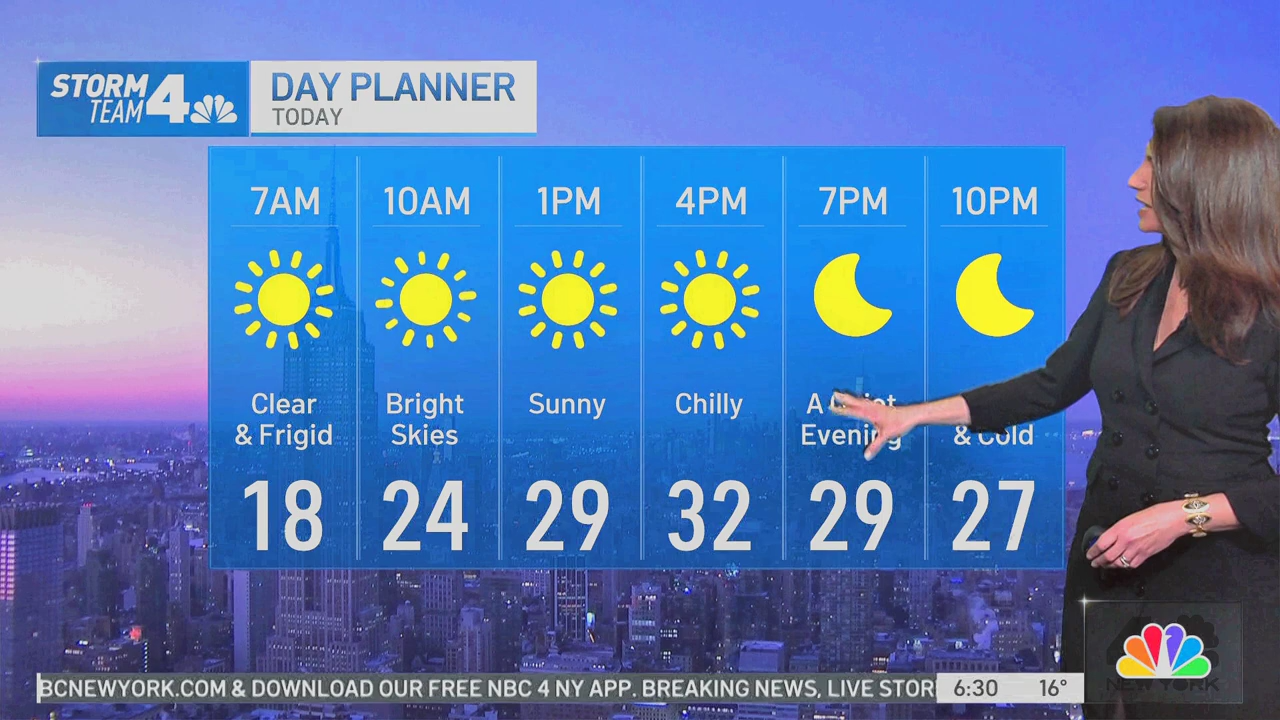 STORM
TEAM 4
DAY PLANNER
TODAY
7AM 10AM 1PM 4PM 7PM 10PM
Clear Bright Sunny Chilly A
& Frigid Skies Evening & Cold
18 24 29 32 29 27
BCNEWYORK.COM & DOWNLOAD OUR FREE NBC 4 NY APP. BREAKING NEWS, LIVE STOR
6:30 16°
NEW YORK